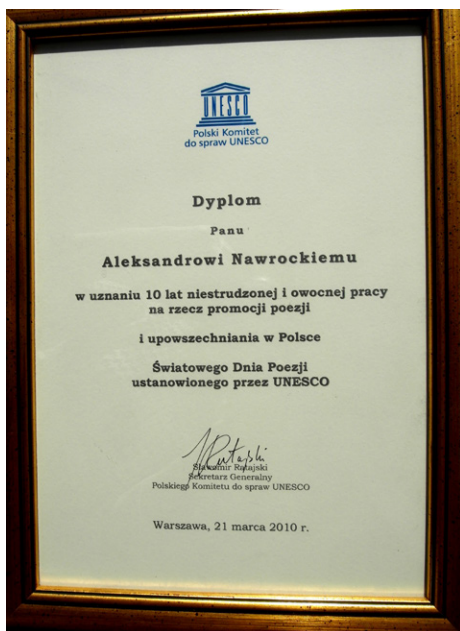 UNESCO
Polski Komitet
do spraw UNESCO
Dyplom
Panu
Aleksandrowi Nawrockiemu
w uznaniu 10 lat niestrudzonej i owocnej pracy
na rzecz promocji poezji
i upowszechniania w Polsce
Światowego Dnia Poezji
ustanowionego przez UNESCO
Ratajski
Sławomir Ratajski
Sekretarz Generalny
Polskiego Komitetu do spraw UNESCO
Warszawa, 21 marca 2010 r.